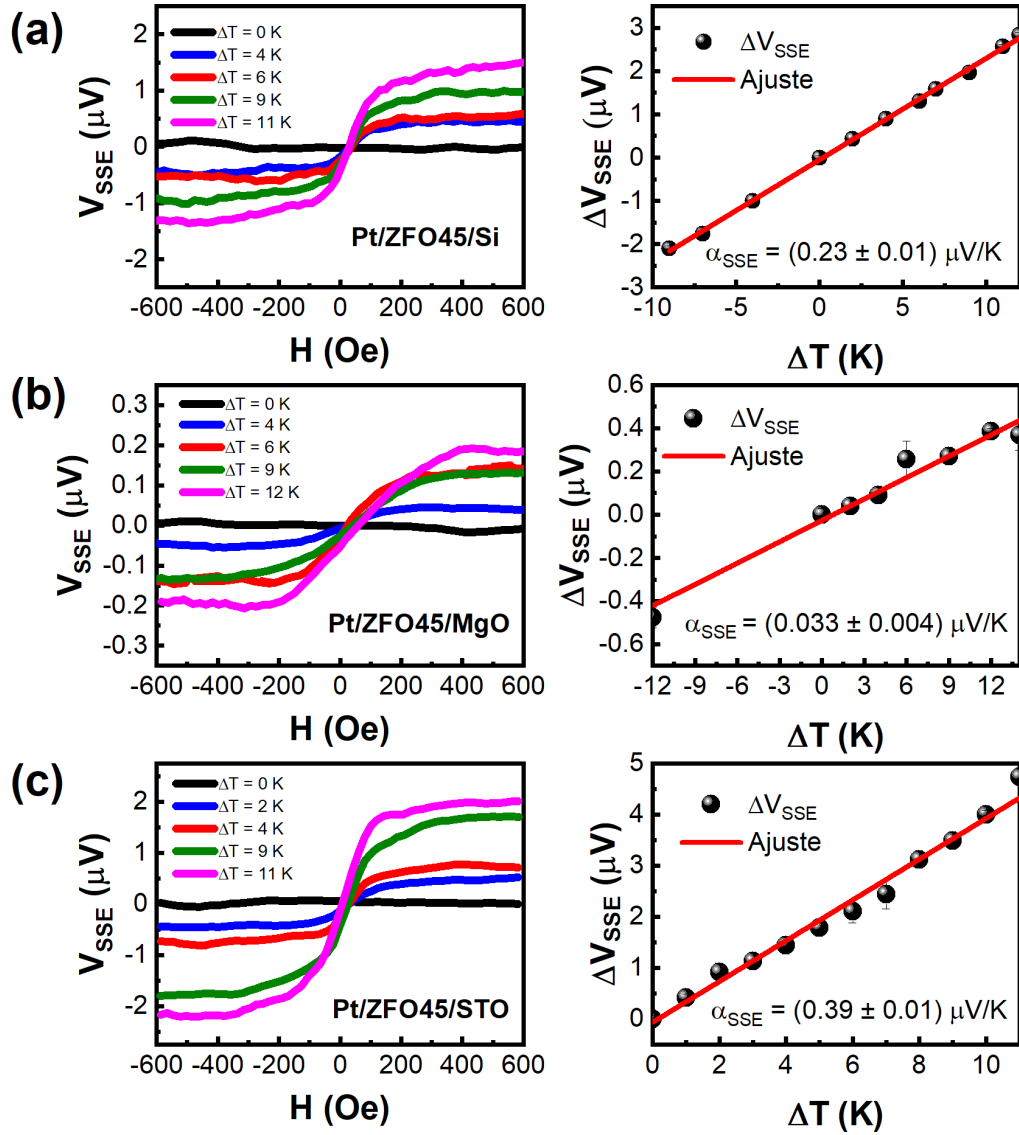 (a)
ΔT = 0 K
ΔT = 4 K
ΔT = 6 K
ΔT = 9 K
ΔT = 11 K
2
1
0
-1
-2
V_SSE (μV)
Pt/ZFO45/Si
-600 -400 -200 0 200 400 600
H (Oe)
ΔV_SSE
Ajuste
3
2
1
0
-1
-2
-3
ΔV_SSE (μV)
α_SSE = (0.23 ± 0.01) μV/K
-10 -5 0 5 10
ΔT (K)
(b)
ΔT = 0 K
ΔT = 4 K
ΔT = 6 K
ΔT = 9 K
ΔT = 12 K
0.3
0.2
0.1
0.0
-0.1
-0.2
-0.3
V_SSE (μV)
Pt/ZFO45/MgO
-600 -400 -200 0 200 400 600
H (Oe)
ΔV_SSE
Ajuste
0.6
0.4
0.2
0.0
-0.2
-0.4
-0.6
ΔV_SSE (μV)
α_SSE = (0.033 ± 0.004) μV/K
-12 -9 -6 -3 0 3 6 9 12
ΔT (K)
(c)
ΔT = 0 K
ΔT = 2 K
ΔT = 4 K
ΔT = 9 K
ΔT = 11 K
2
1
0
-1
-2
V_SSE (μV)
Pt/ZFO45/STO
-600 -400 -200 0 200 400 600
H (Oe)
ΔV_SSE
Ajuste
5
4
3
2
1
0
ΔV_SSE (μV)
α_SSE = (0.39 ± 0.01) μV/K
0 2 4 6 8 10
ΔT (K)